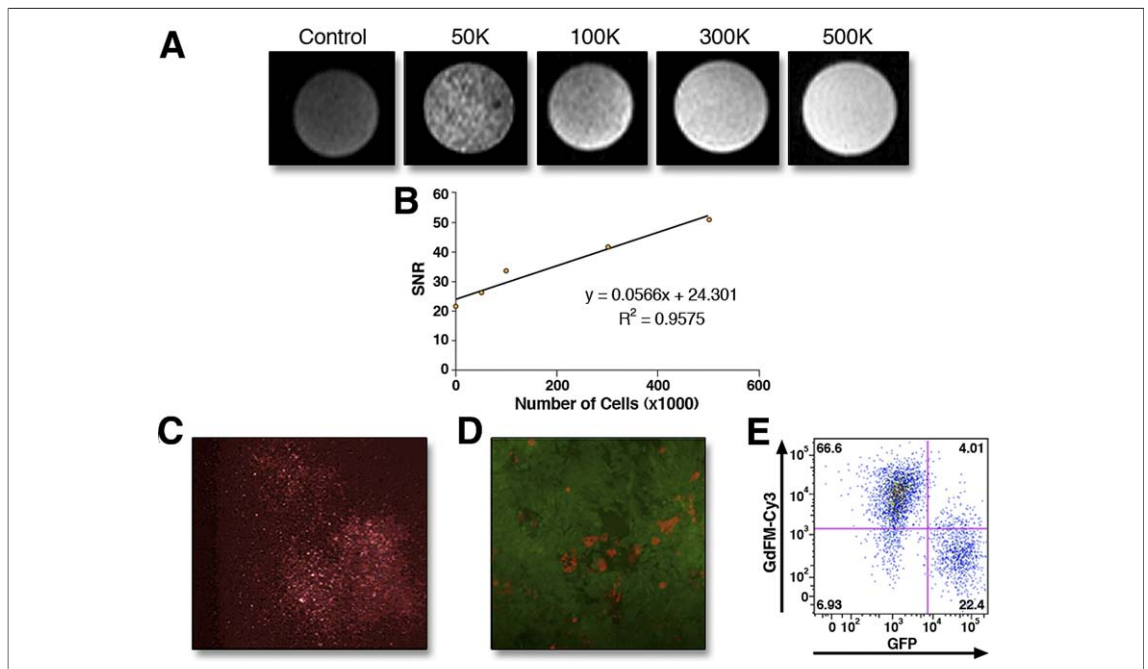 A
Control 50K 100K 300K 500K
B
60
50
40
30
20
10
0
SNR
y = 0.0566x + 24.301
R² = 0.9575
0 200 400 600
Number of Cells (x1000)
C
D
E
66.6 4.01
10⁵
10⁴
10³
10²
0
GdFM-Cy3
6.93 22.4
0 10² 10³ 10⁴ 10⁵
GFP